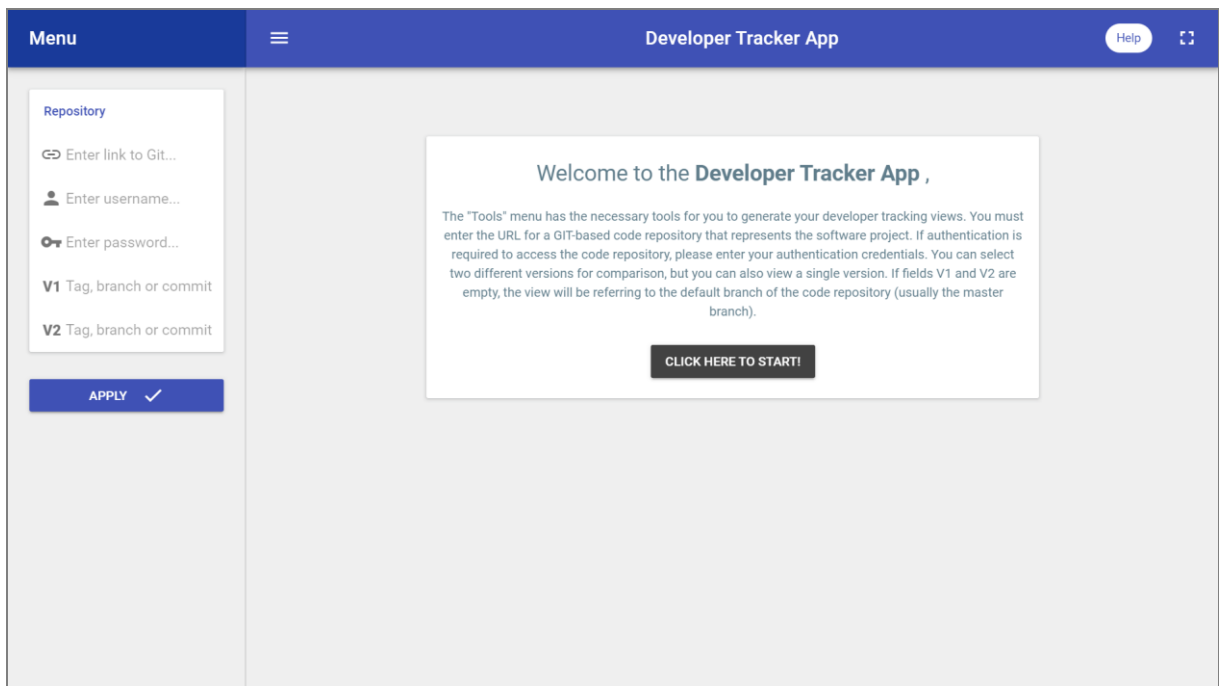 Menu
Developer Tracker App
Help
Repository
Enter link to Git...
Enter username...
Enter password...
V1 Tag, branch or commit
V2 Tag, branch or commit
APPLY
Welcome to the Developer Tracker App ,
The "Tools" menu has the necessary tools for you to generate your developer tracking views. You must
enter the URL for a GIT-based code repository that represents the software project. If authentication is
required to access the code repository, please enter your authentication credentials. You can select
two different versions for comparison, but you can also view a single version. If fields V1 and V2 are
empty, the view will be referring to the default branch of the code repository (usually the master
branch).
CLICK HERE TO START!